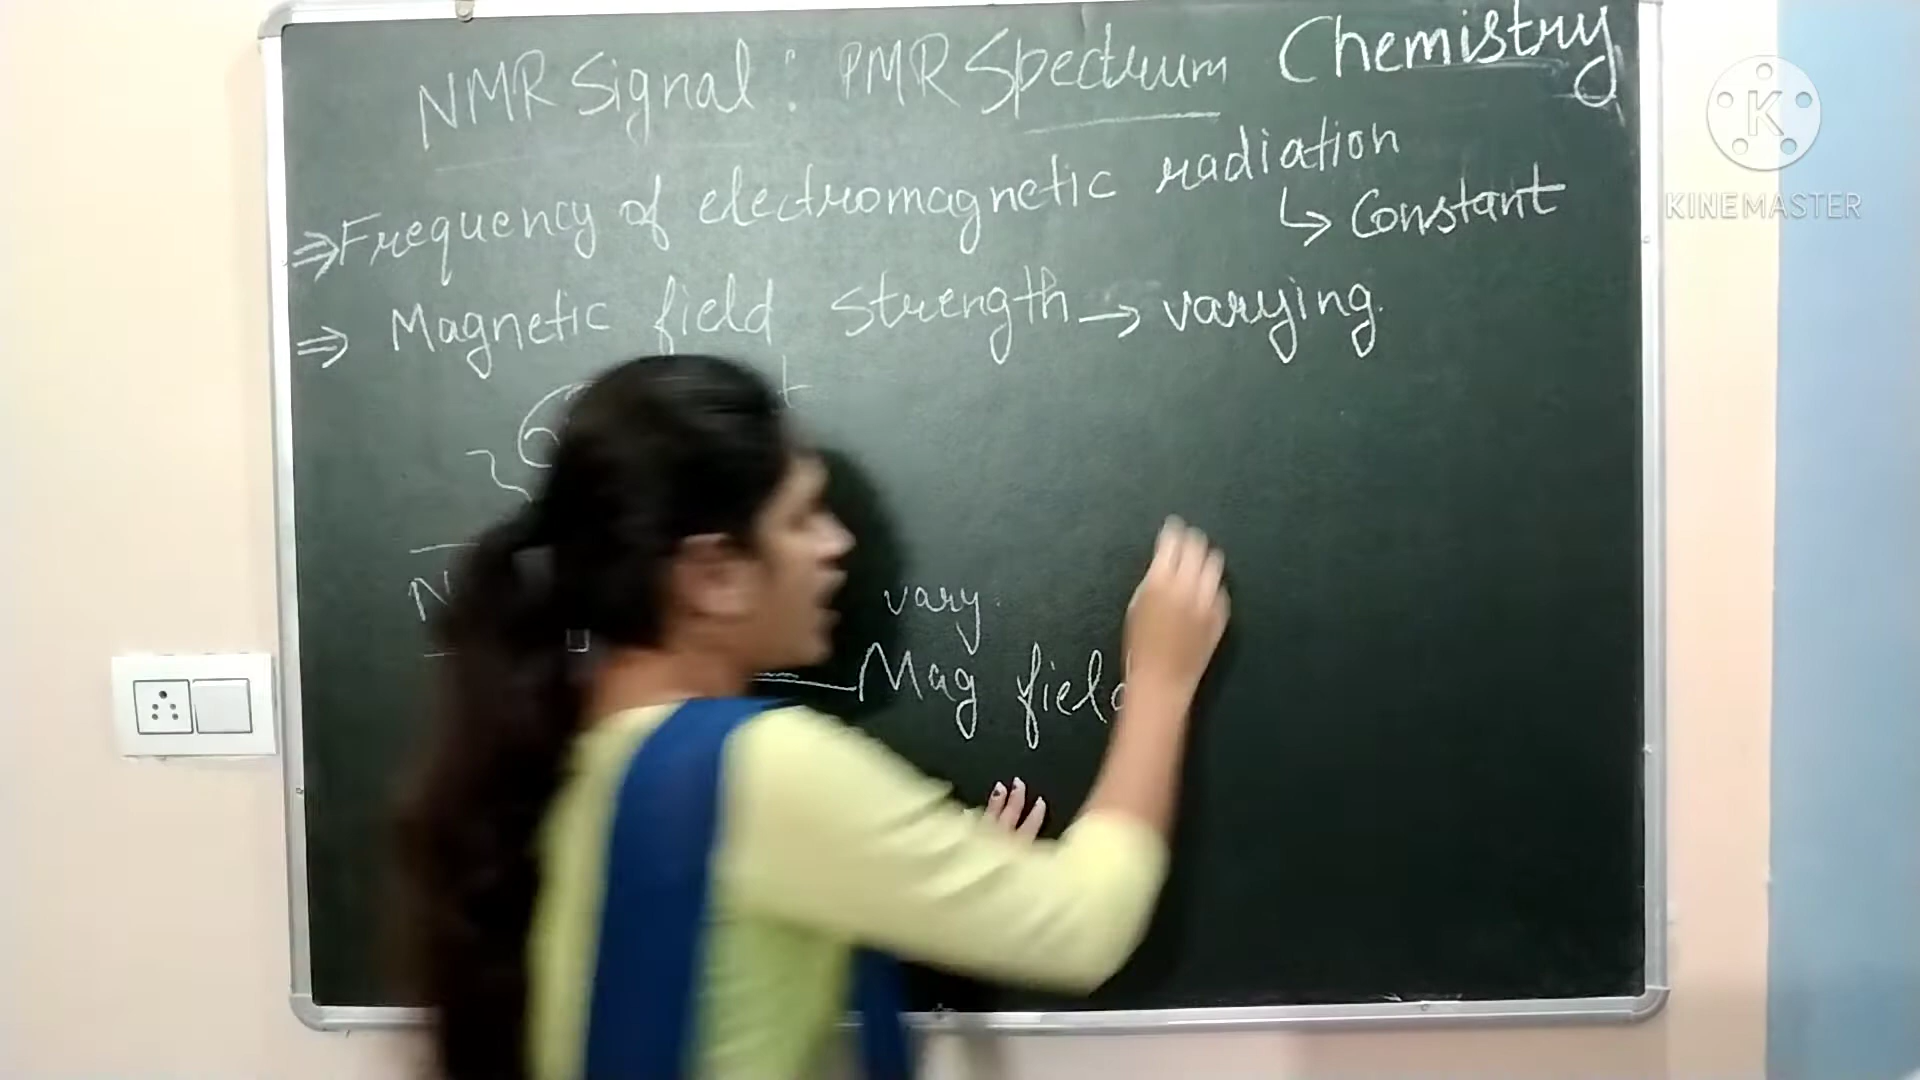 NMR Signal : PMR Spectrum Chemistry
⇒ Frequency of electromagnetic radiation
↳ Constant
⇒ Magnetic field strength → varying.
vary.
Mag field
K
KINEMASTER